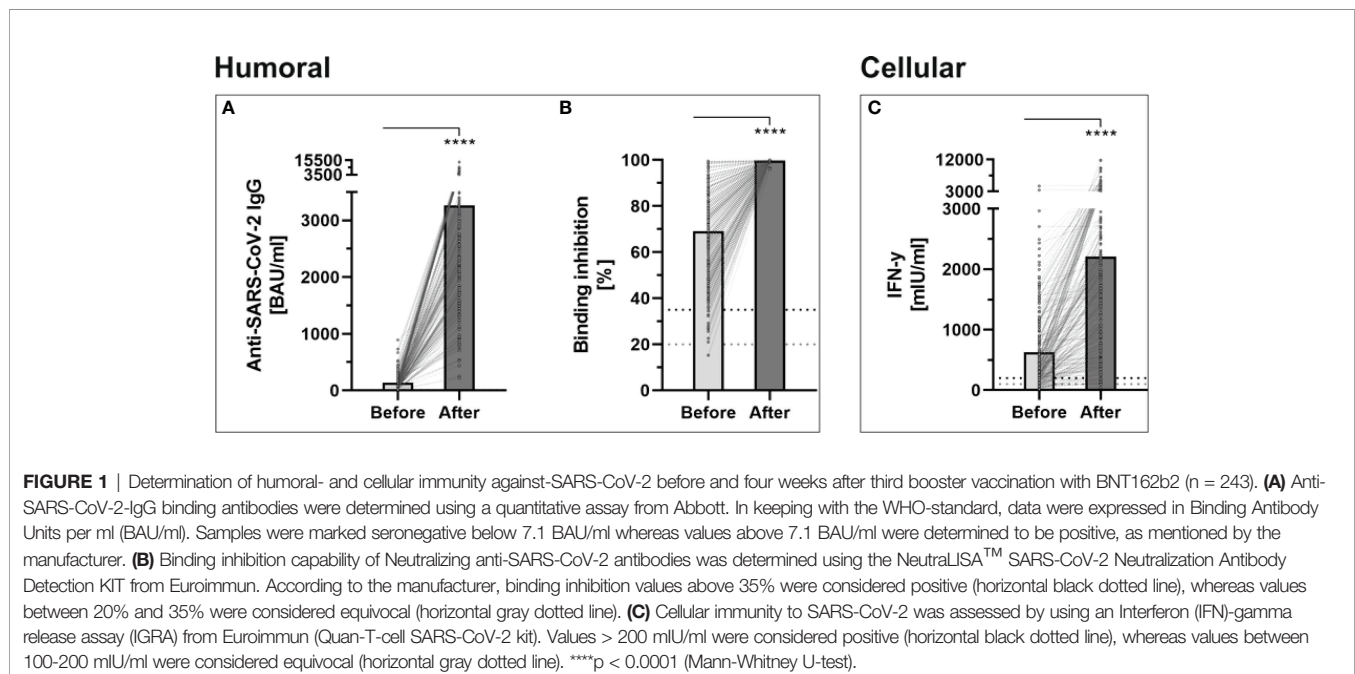 Humoral
Cellular
A
****
15500
3500
3000
2000
1000
0
Anti-SARS-CoV-2 IgG
[BAU/ml]
Before After
B
****
100
80
60
40
20
0
Binding inhibition
[%]
Before After
C
****
12000
3000
3000
2000
1000
0
IFN-y
[mIU/ml]
Before After
FIGURE 1 | Determination of humoral- and cellular immunity against-SARS-CoV-2 before and four weeks after third booster vaccination with BNT162b2 (n = 243). (A) Anti-
SARS-CoV-2-IgG binding antibodies were determined using a quantitative assay from Abbott. In keeping with the WHO-standard, data were expressed in Binding Antibody
Units per ml (BAU/ml). Samples were marked seronegative below 7.1 BAU/ml whereas values above 7.1 BAU/ml were determined to be positive, as mentioned by the
manufacturer. (B) Binding inhibition capability of Neutralizing anti-SARS-CoV-2 antibodies was determined using the NeutraLISA™ SARS-CoV-2 Neutralization Antibody
Detection KIT from Euroimmun. According to the manufacturer, binding inhibition values above 35% were considered positive (horizontal black dotted line), whereas values
between 20% and 35% were considered equivocal (horizontal gray dotted line). (C) Cellular immunity to SARS-CoV-2 was assessed by using an Interferon (IFN)-gamma
release assay (IGRA) from Euroimmun (Quan-T-cell SARS-CoV-2 kit). Values > 200 mIU/ml were considered positive (horizontal black dotted line), whereas values between
100-200 mIU/ml were considered equivocal (horizontal gray dotted line). ****p < 0.0001 (Mann-Whitney U-test).